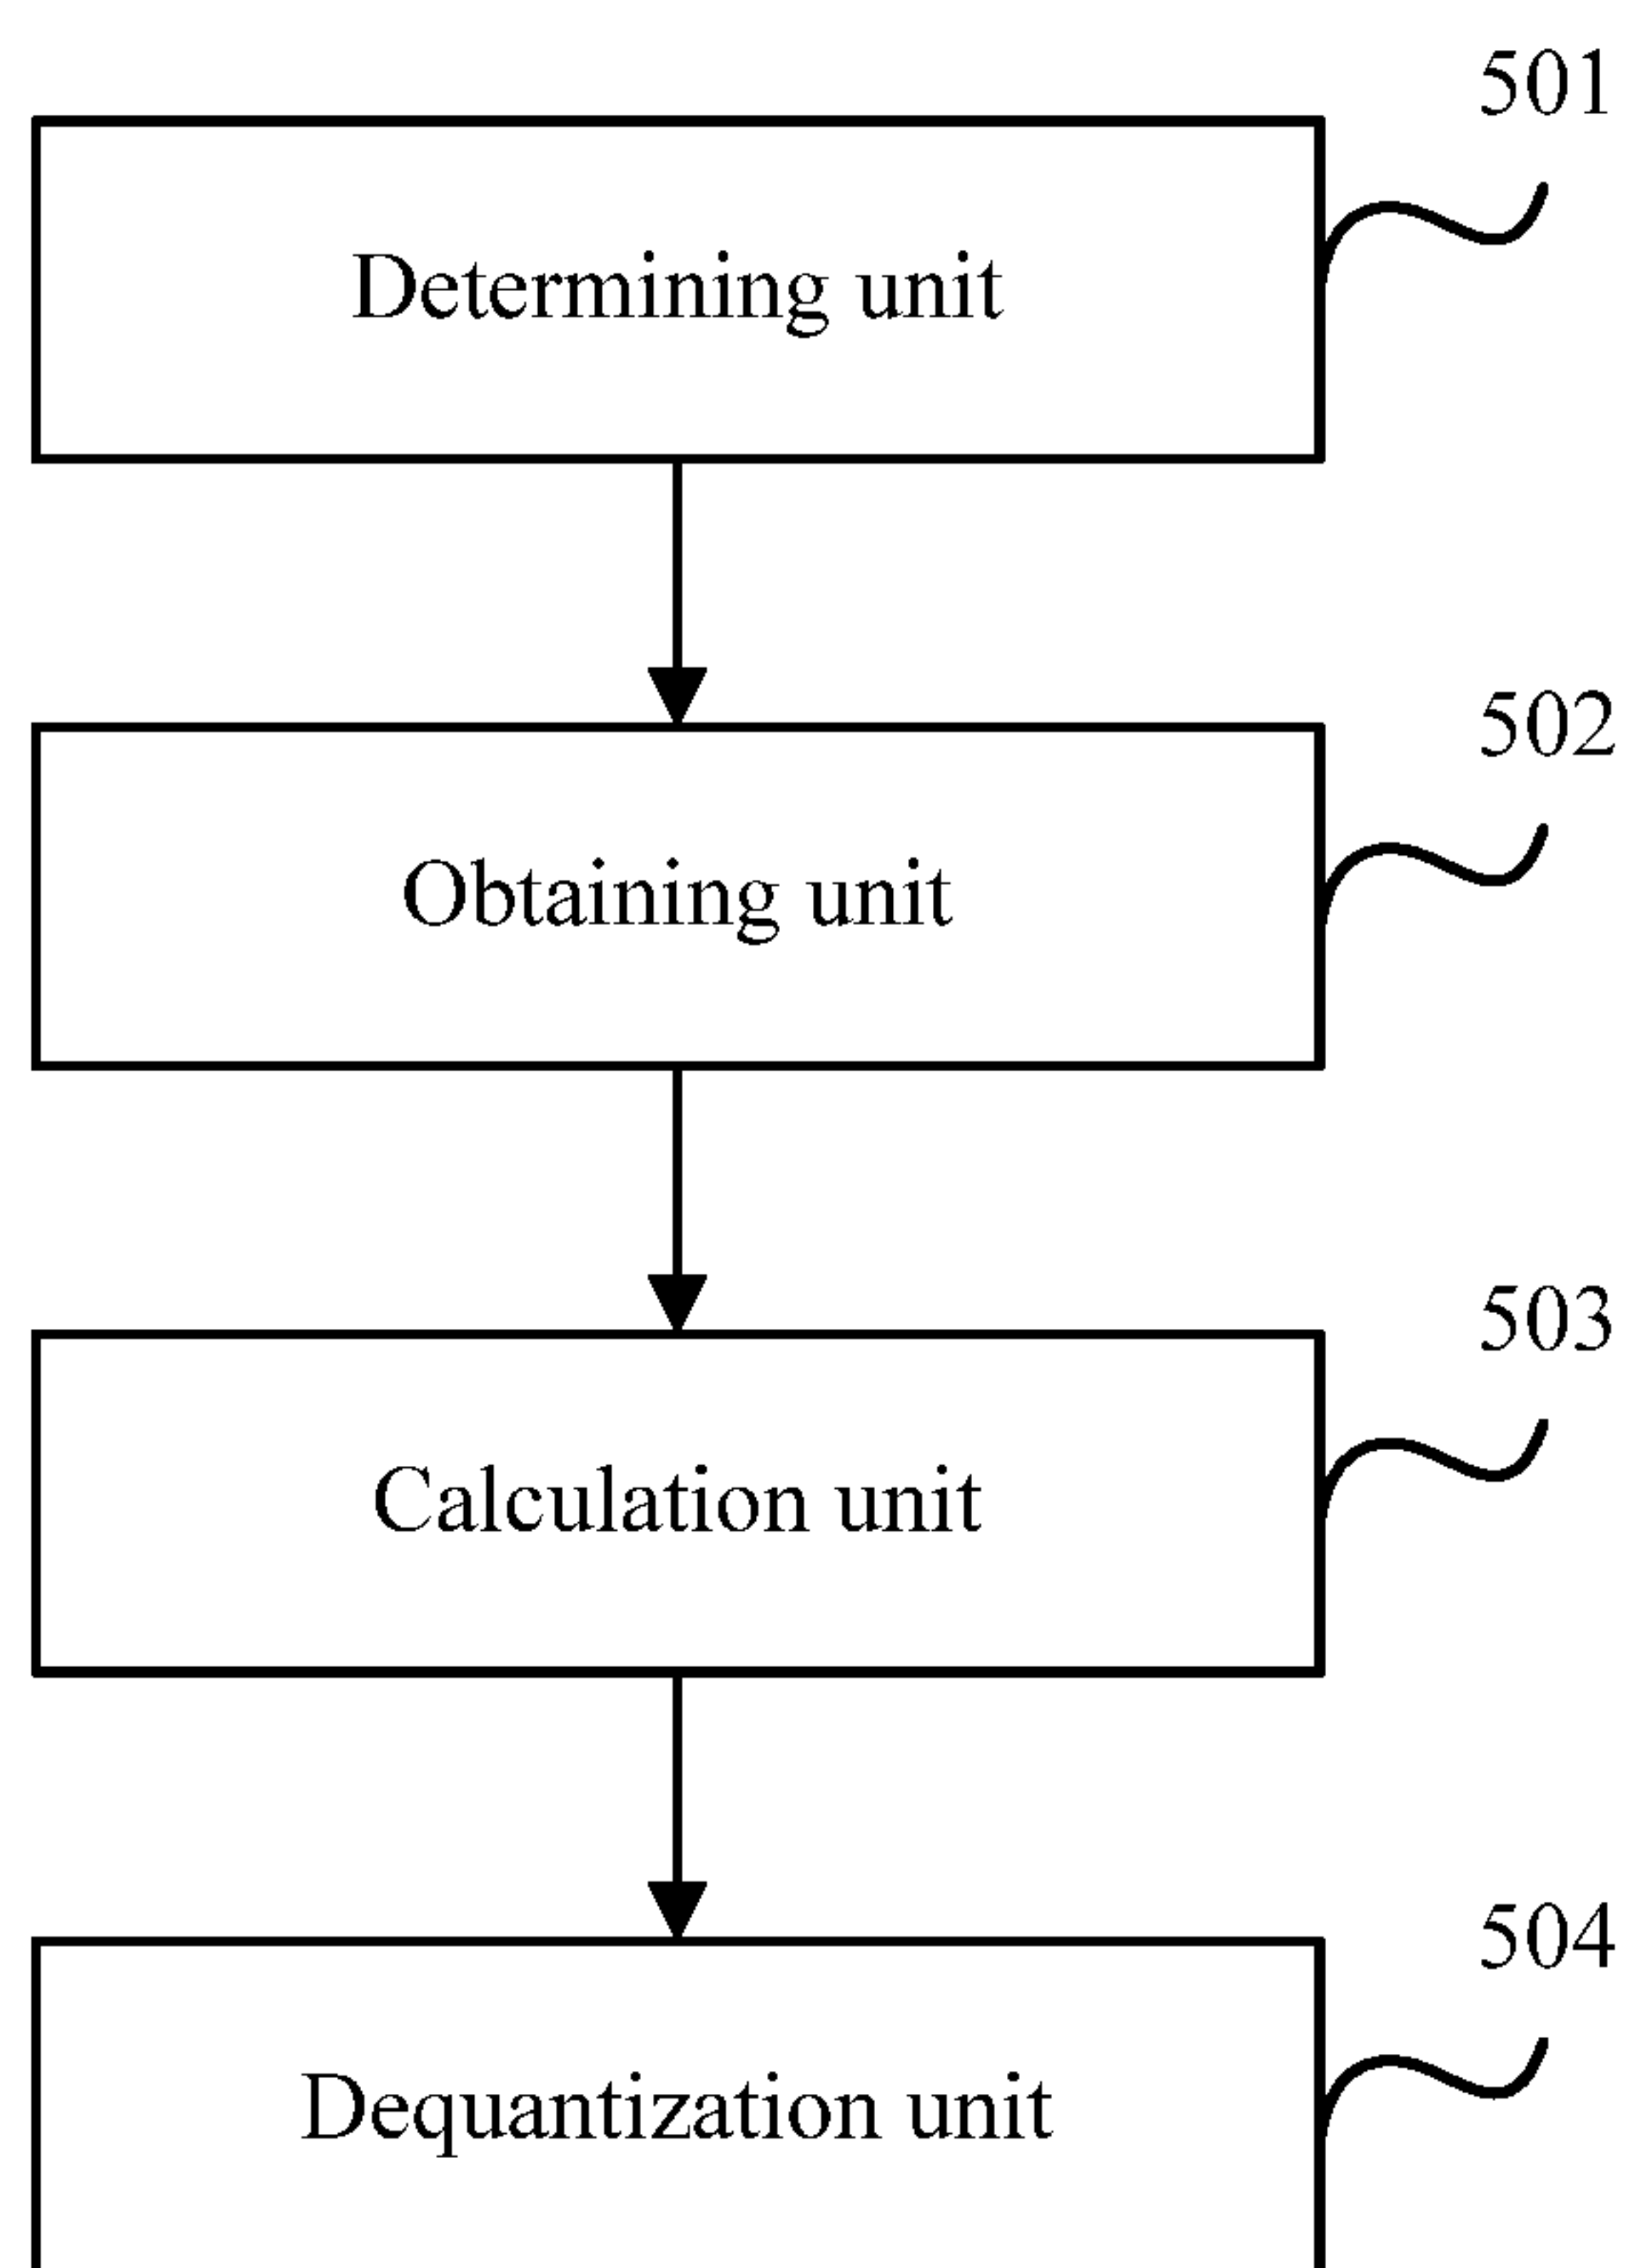 501
Determining unit
502
Obtaining unit
503
Calculation unit
504
Dequantization unit